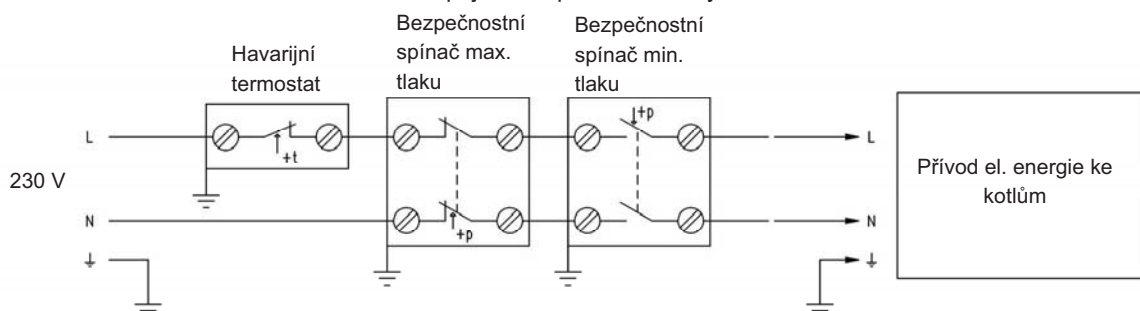 Bezpečnostní
spínač max.
tlaku
Bezpečnostní
spínač min.
tlaku
Havarijní
termostat
+p
L
+t
L
230 V
Přívod el. energie ke
kotlům
N
+p
N